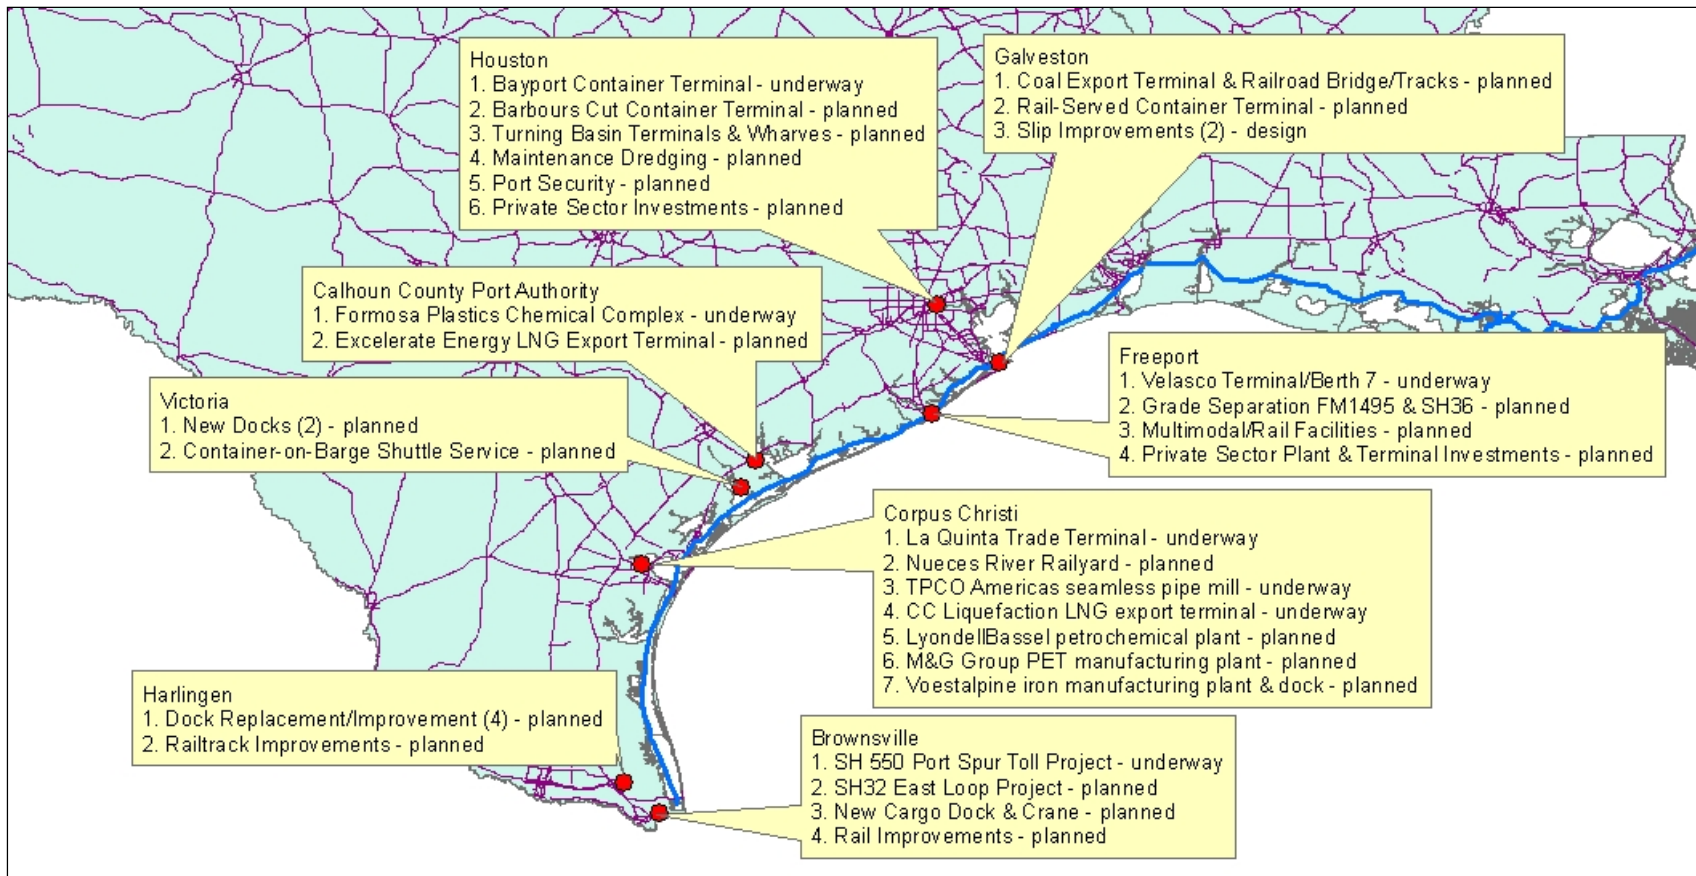 Houston
1. Bayport Container Terminal - underway
2. Barbours Cut Container Terminal - planned
3. Turning Basin Terminals & Wharves - planned
4. Maintenance Dredging - planned
5. Port Security - planned
6. Private Sector Investments - planned
Galveston
1. Coal Export Terminal & Railroad Bridge/Tracks - planned
2. Rail-Served Container Terminal - planned
3. Slip Improvements (2) - design
Calhoun County Port Authority
1. Formosa Plastics Chemical Complex - underway
2. Excelerate Energy LNG Export Terminal - planned
Freeport
1. Velasco Terminal/Berth 7 - underway
2. Grade Separation FM1495 & SH36 - planned
3. Multimodal/Rail Facilities - planned
4. Private Sector Plant & Terminal Investments - planned
Victoria
1. New Docks (2) - planned
2. Container-on-Barge Shuttle Service - planned
Corpus Christi
1. La Quinta Trade Terminal - underway
2. Nueces River Railyard - planned
3. TPCO Americas seamless pipe mill - underway
4. CC Liquefaction LNG export terminal - underway
5. LyondellBassel petrochemical plant - planned
6. M&G Group PET manufacturing plant - planned
7. Voestalpine iron manufacturing plant & dock - planned
Harlingen
1. Dock Replacement/Improvement (4) - planned
2. Railtrack Improvements - planned
Brownsville
1. SH 550 Port Spur Toll Project - underway
2. SH32 East Loop Project - planned
3. New Cargo Dock & Crane - planned
4. Rail Improvements - planned